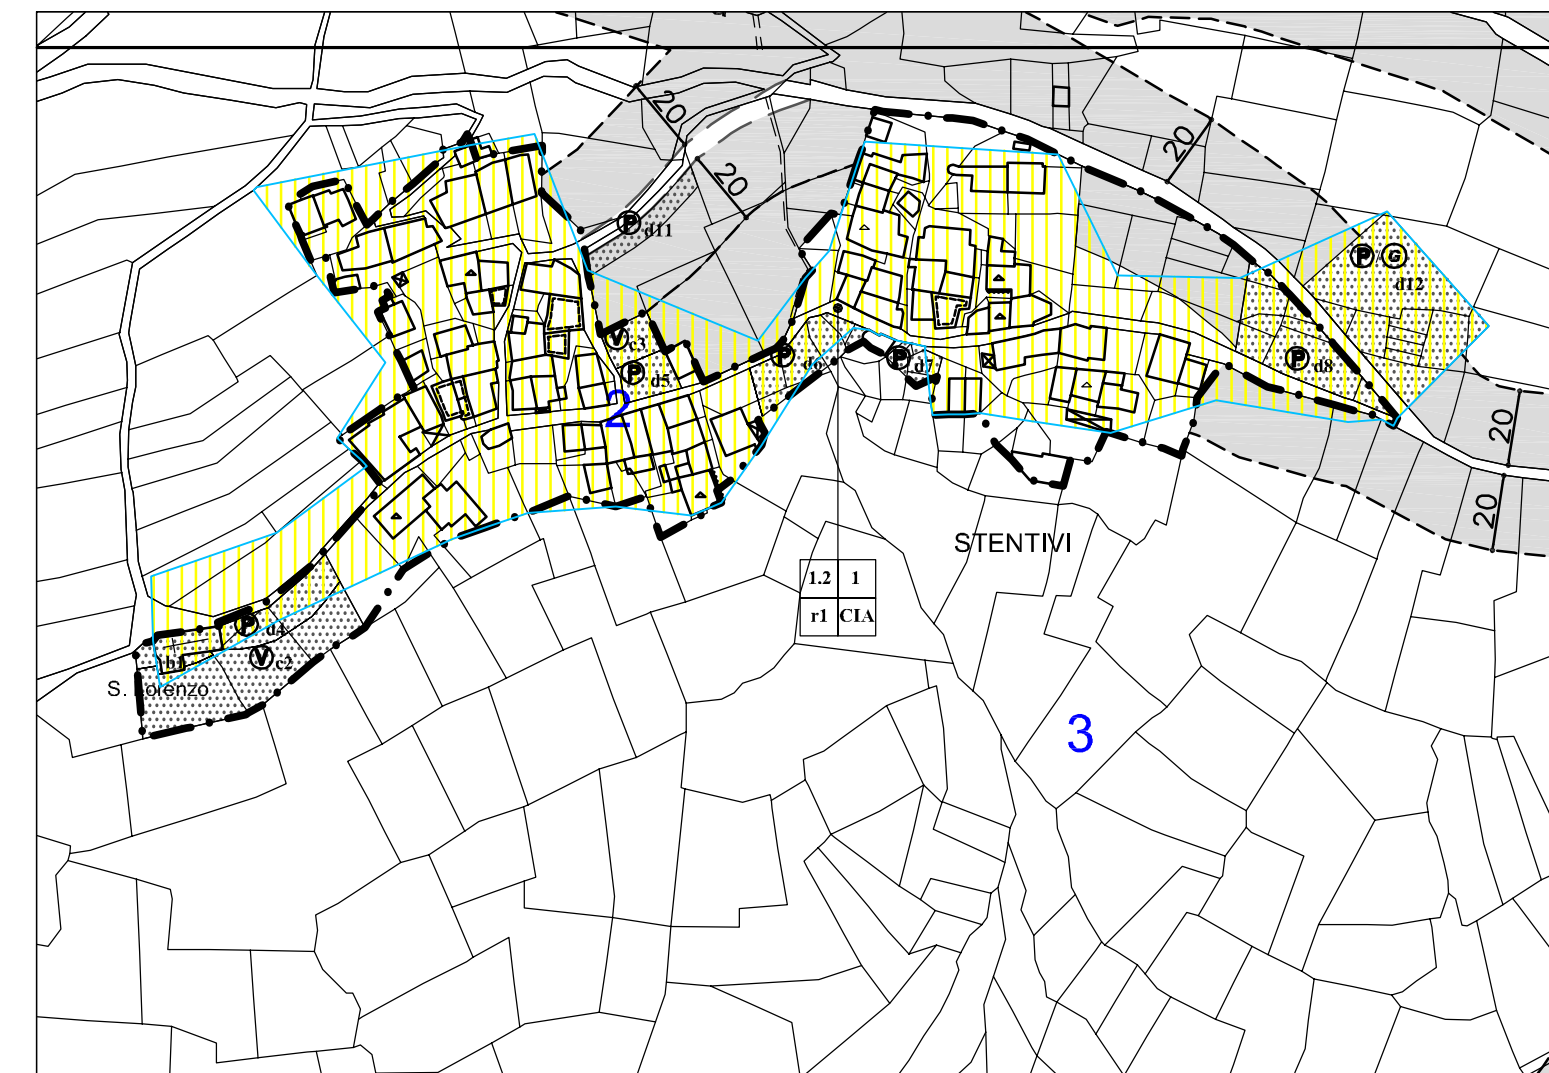 20
20
20
P d11
P G
d12
V c3
P d5
P d6
P d7
P d8
2
20
20
STENTIVI
1.2 1
r1 CIA
P d4
b1
V c2
S. Lorenzo
3